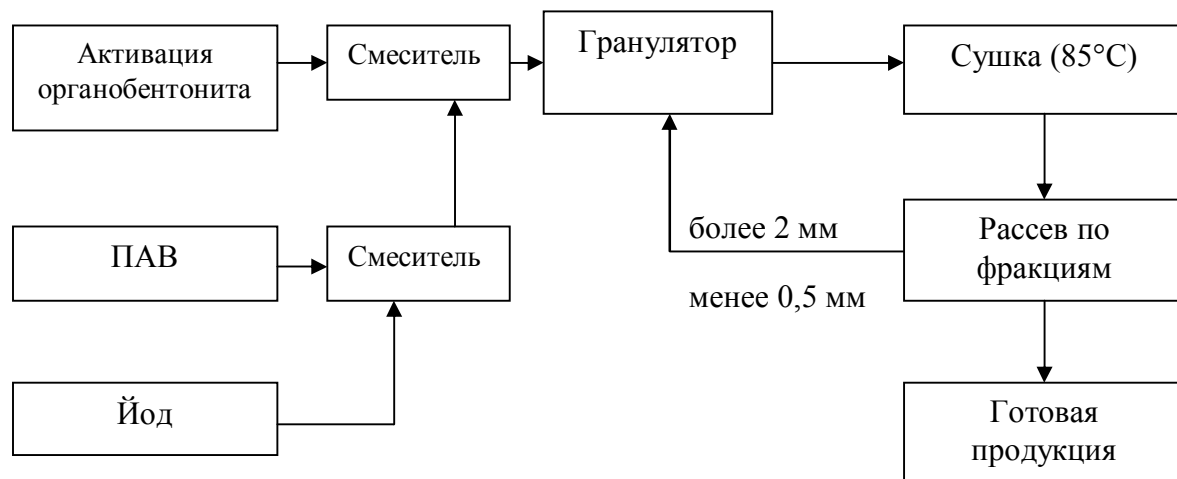 Активация
органобентонита
Смеситель
Гранулятор
Сушка (85°С)
ПАВ
Смеситель
более 2 мм
менее 0,5 мм
Рассев по
фракциям
Йод
Готовая
продукция